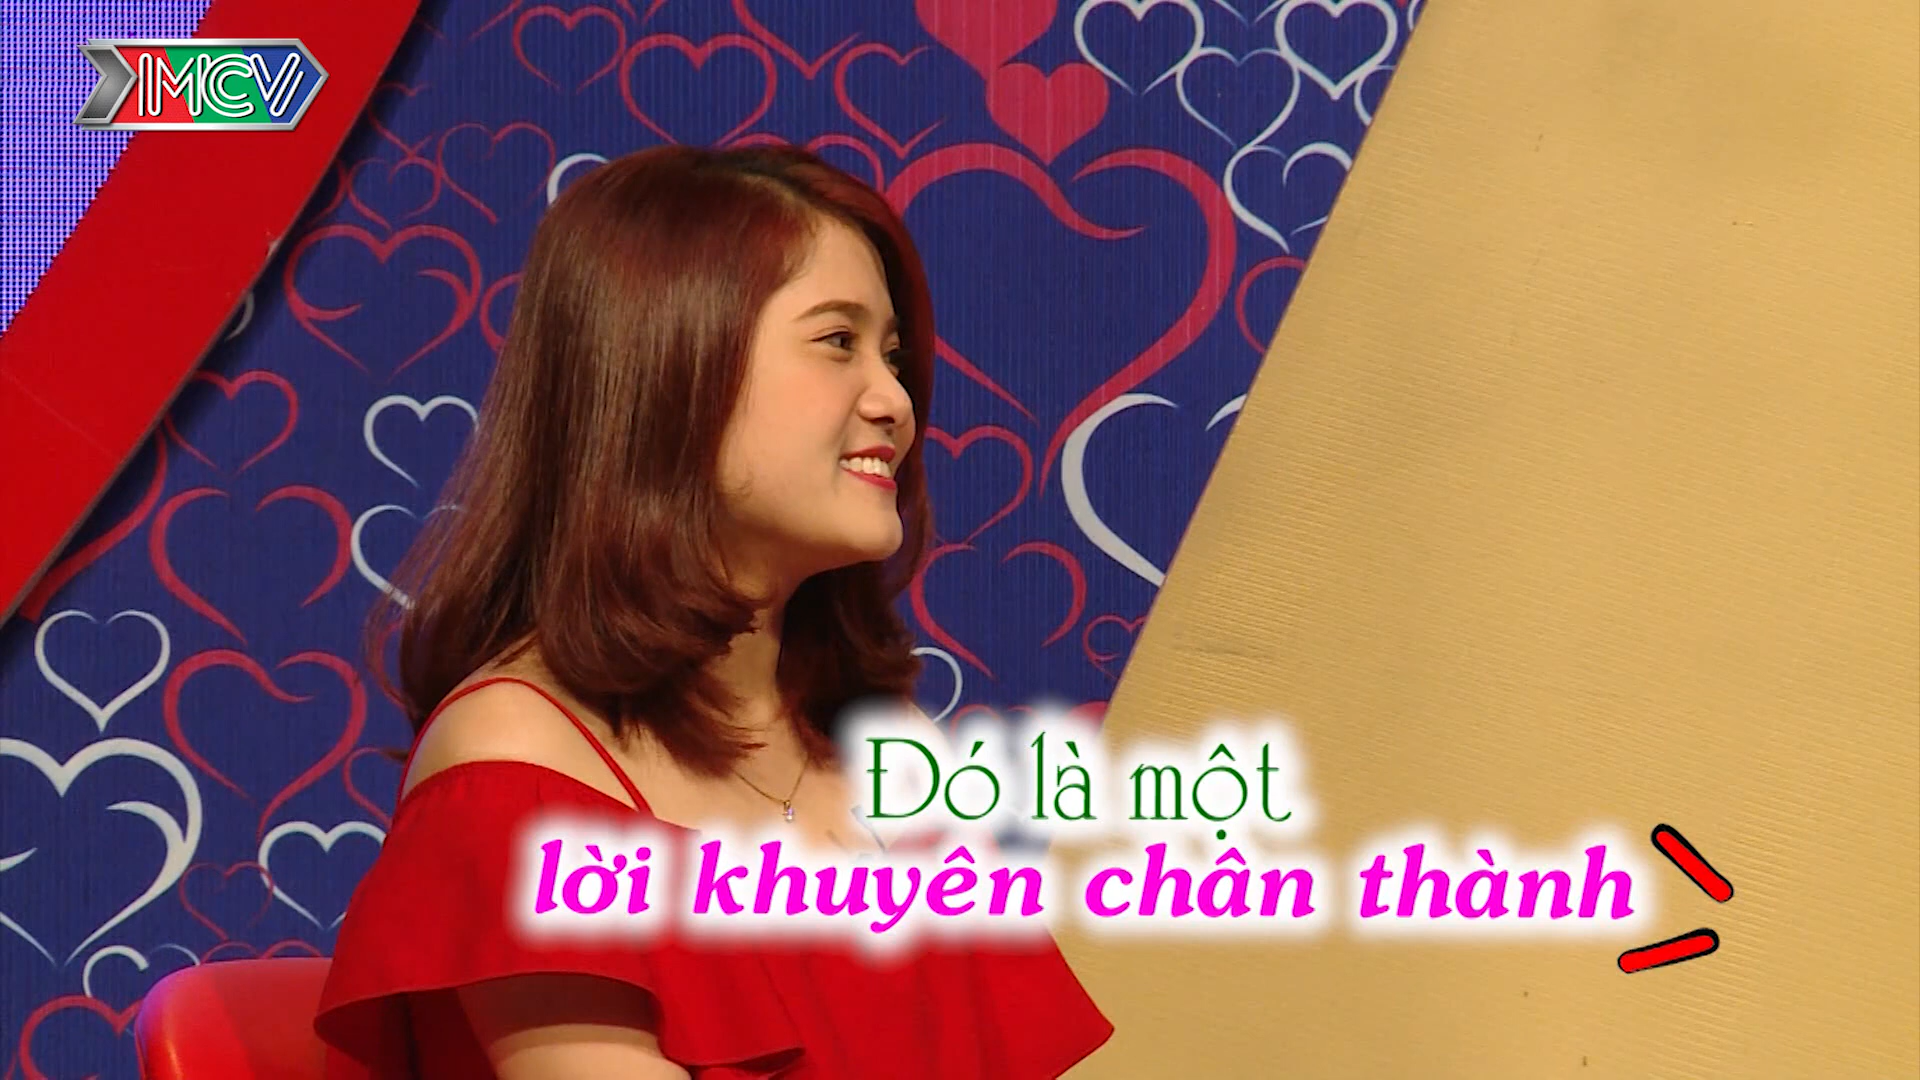 MCV
Đó là một
lời khuyên chân thành